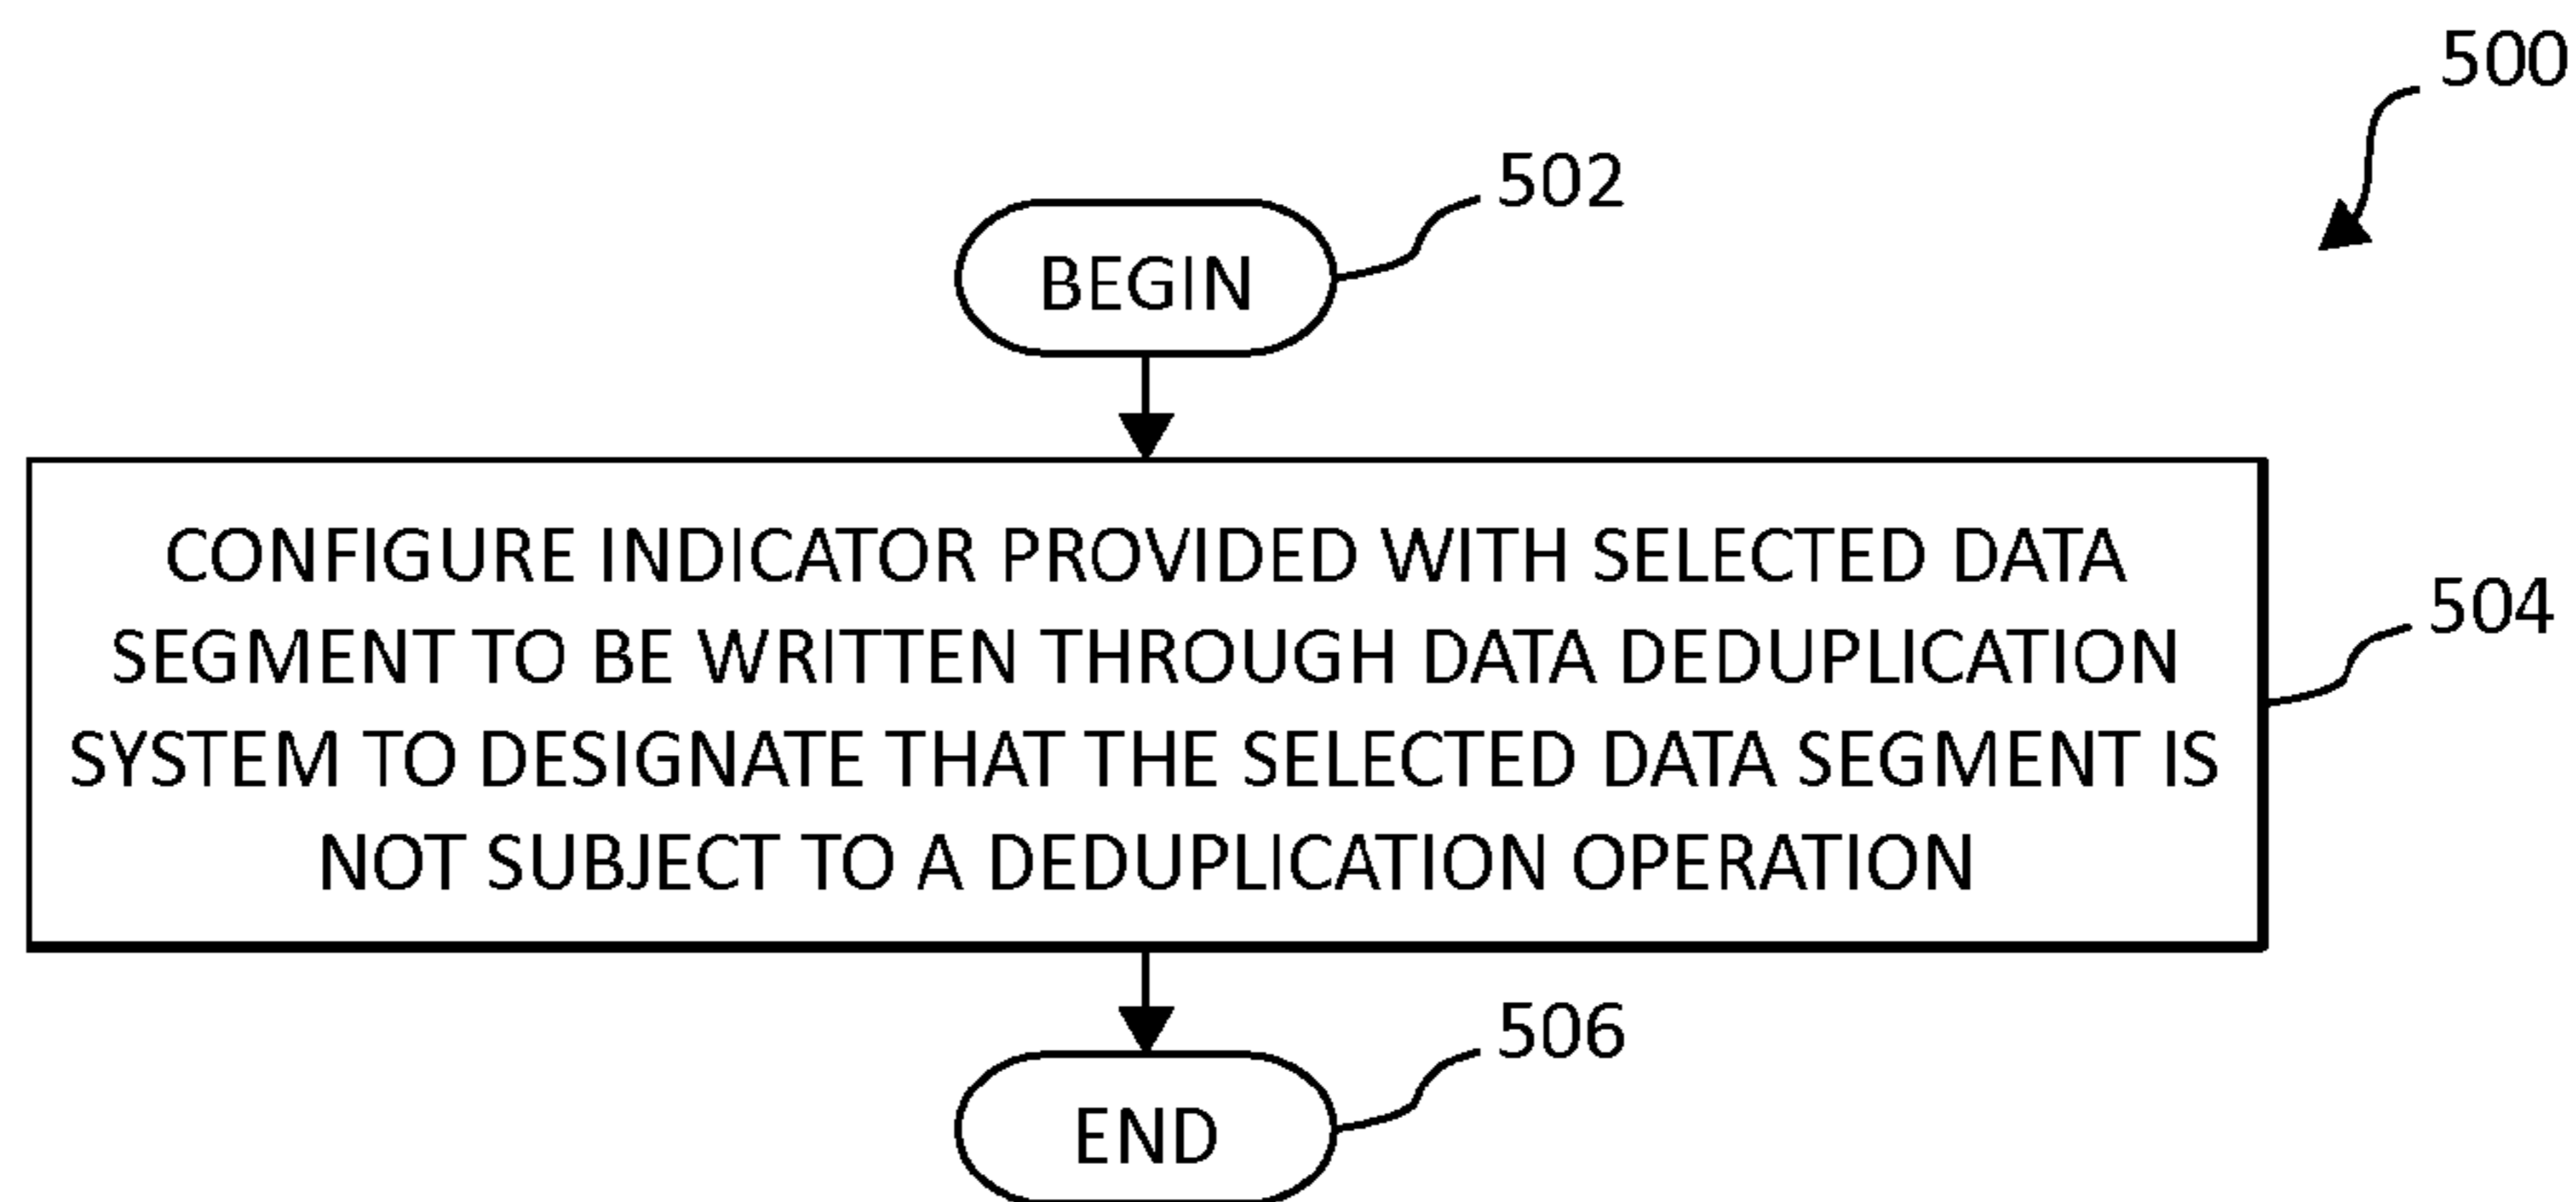 500
502
BEGIN
CONFIGURE INDICATOR PROVIDED WITH SELECTED DATA
SEGMENT TO BE WRITTEN THROUGH DATA DEDUPLICATION
SYSTEM TO DESIGNATE THAT THE SELECTED DATA SEGMENT IS
NOT SUBJECT TO A DEDUPLICATION OPERATION
504
506
END